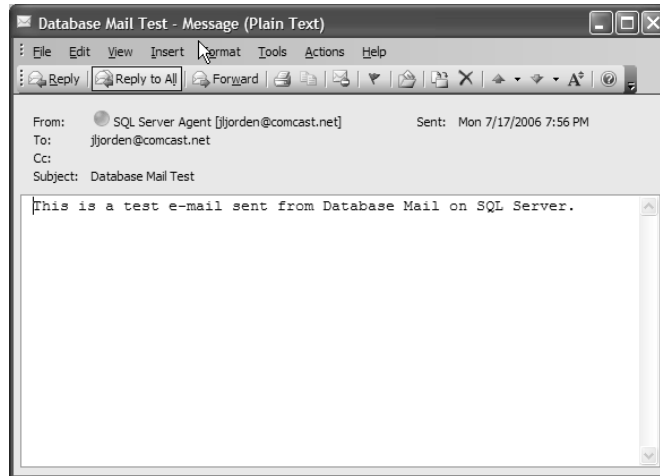 Database Mail Test - Message (Plain Text)
File Edit View Insert Format Tools Actions Help
Reply Reply to All Forward
From: SQL Server Agent [jljorden@comcast.net] Sent: Mon 7/17/2006 7:56 PM
To: jljorden@comcast.net
Cc:
Subject: Database Mail Test
This is a test e-mail sent from Database Mail on SQL Server.